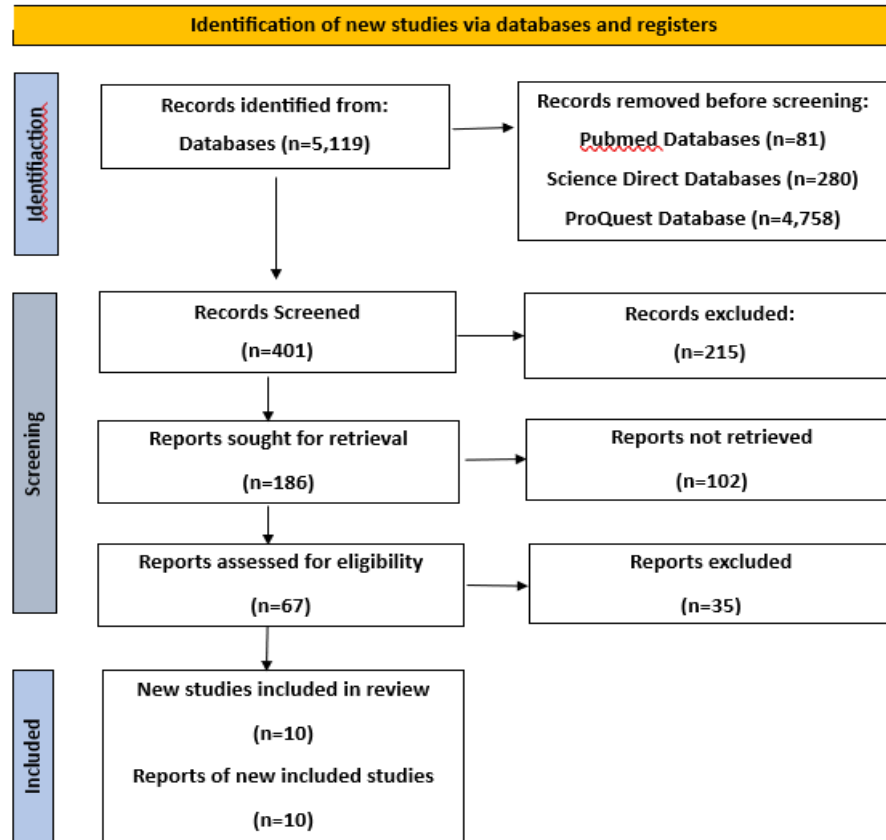 Identification of new studies via databases and registers
Identifiaction
Records identified from:
Databases (n=5,119)
Records removed before screening:
Pubmed Databases (n=81)
Science Direct Databases (n=280)
ProQuest Database (n=4,758)
Screening
Records Screened
(n=401)
Records excluded:
(n=215)
Reports sought for retrieval
(n=186)
Reports not retrieved
(n=102)
Reports assessed for eligibility
(n=67)
Reports excluded
(n=35)
Included
New studies included in review
(n=10)
Reports of new included studies
(n=10)